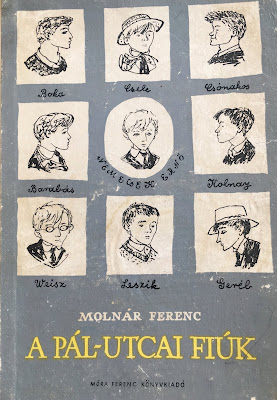 Boka Csele Csónakos
Barabás NEMECSEK ERNŐ Kolnay
Weisz Leszik Geréb
MOLNÁR FERENC
A PÁL-UTCAI FIÚK
MÓRA FERENC KÖNYVKIADÓ